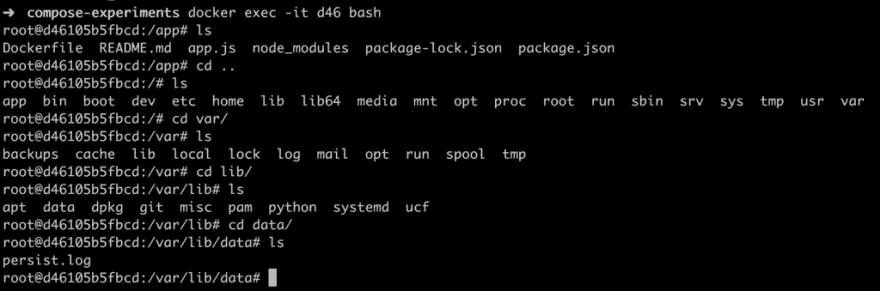 ➜ compose-experiments docker exec -it d46 bash
root@d46105b5fbcd:/app# ls
Dockerfile README.md app.js node_modules package-lock.json package.json
root@d46105b5fbcd:/app# cd ..
root@d46105b5fbcd:/# ls
app bin boot dev etc home lib lib64 media mnt opt proc root run sbin srv sys tmp usr var
root@d46105b5fbcd:/# cd var/
root@d46105b5fbcd:/var# ls
backups cache lib local lock log mail opt run spool tmp
root@d46105b5fbcd:/var# cd lib/
root@d46105b5fbcd:/var/lib# ls
apt data dpkg git misc pam python systemd ucf
root@d46105b5fbcd:/var/lib# cd data/
root@d46105b5fbcd:/var/lib/data# ls
persist.log
root@d46105b5fbcd:/var/lib/data#